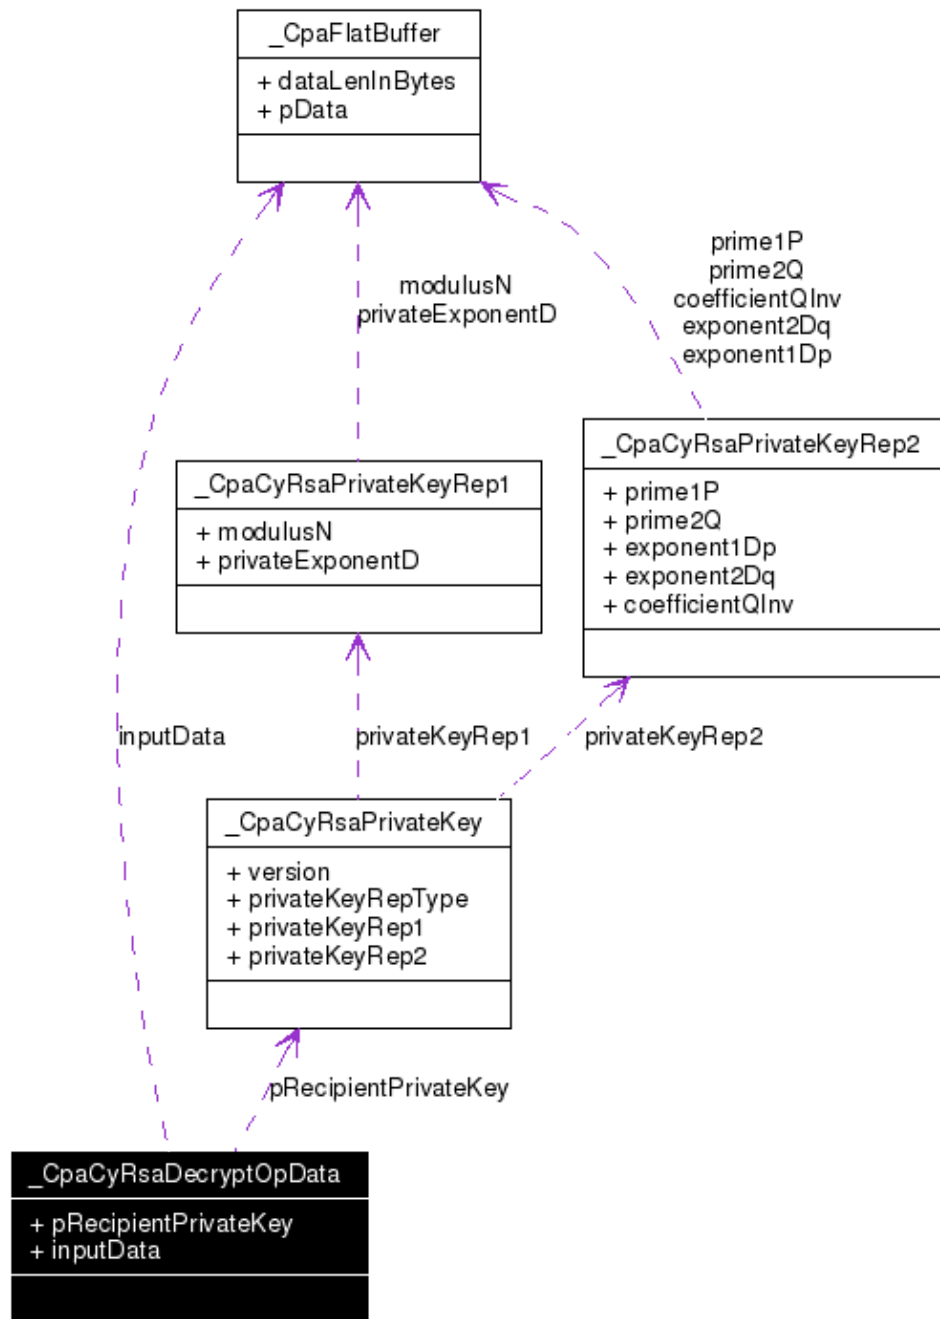 _CpaFlatBuffer
+ dataLenInBytes
+ pData
prime1P
prime2Q
coefficientQInv
exponent2Dq
exponent1Dp
modulusN
privateExponentD
_CpaCyRsaPrivateKeyRep2
+ prime1P
+ prime2Q
+ exponent1Dp
+ exponent2Dq
+ coefficientQInv
_CpaCyRsaPrivateKeyRep1
+ modulusN
+ privateExponentD
inputData
privateKeyRep1
privateKeyRep2
_CpaCyRsaPrivateKey
+ version
+ privateKeyRepType
+ privateKeyRep1
+ privateKeyRep2
pRecipientPrivateKey
_CpaCyRsaDecryptOpData
+ pRecipientPrivateKey
+ inputData